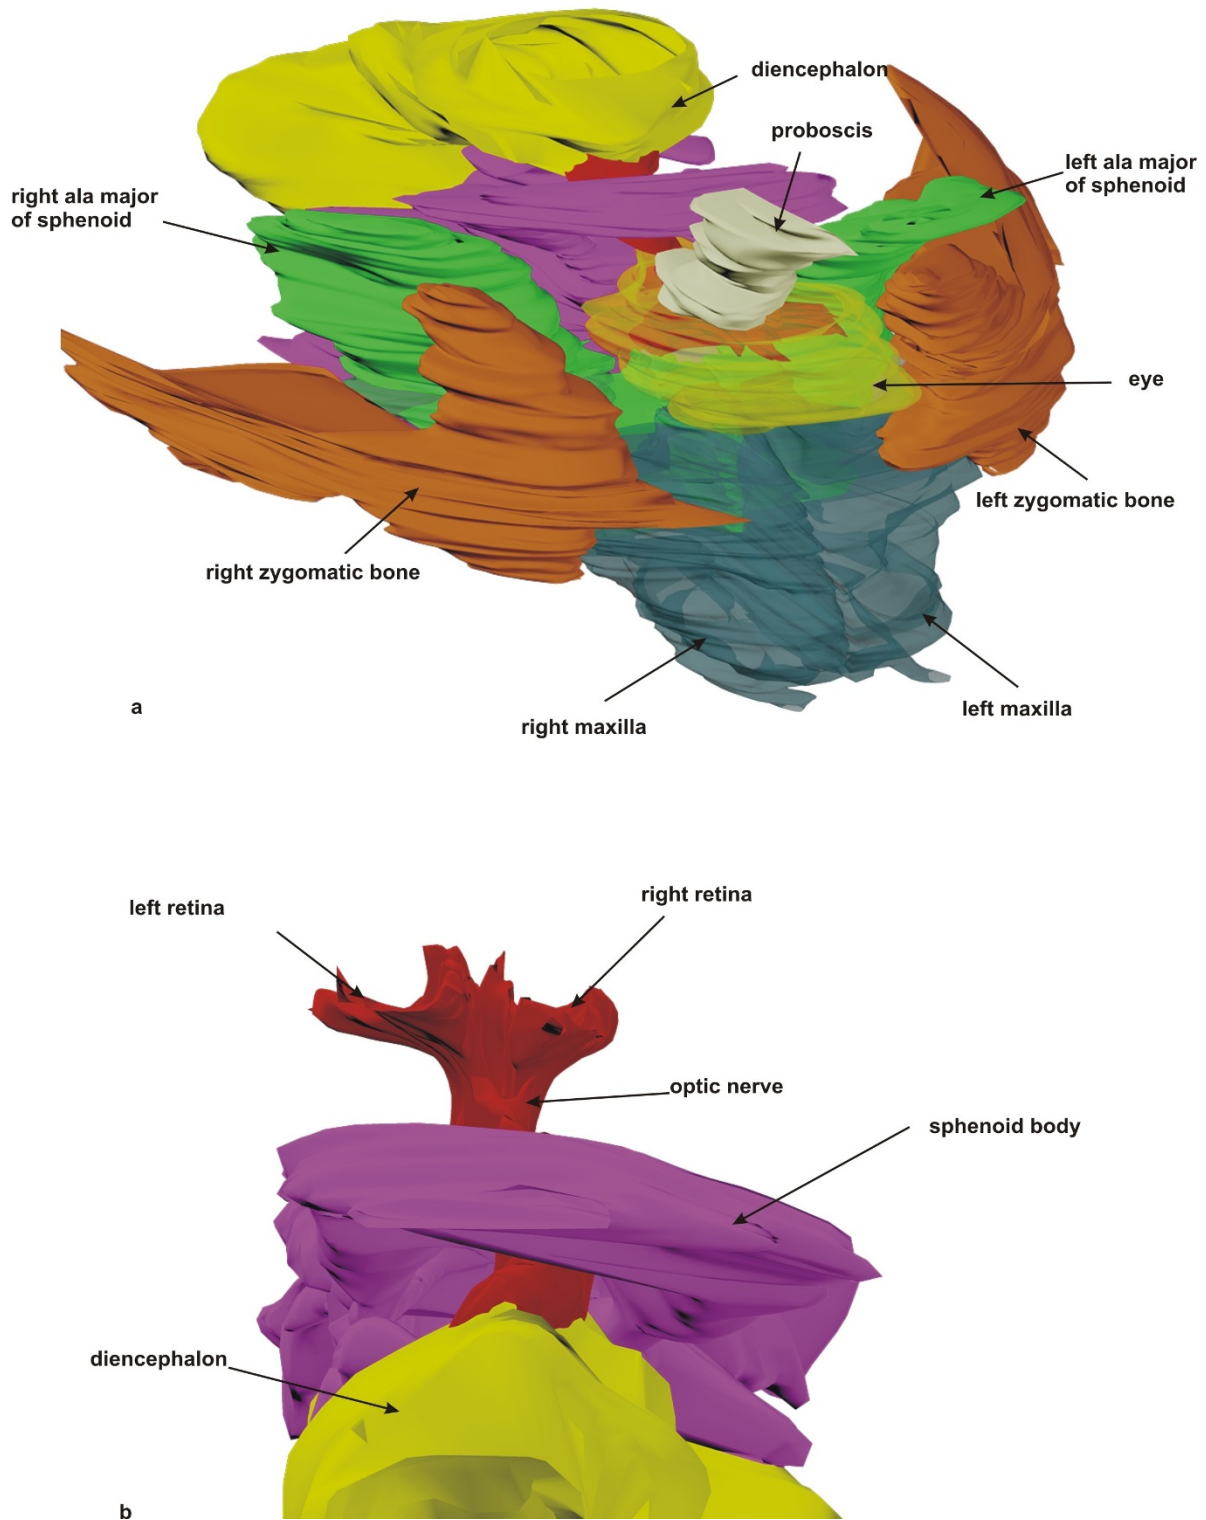 diencephalon
proboscis
left ala major
of sphenoid
right ala major
of sphenoid
eye
left zygomatic bone
right zygomatic bone
left maxilla
right maxilla
a
right retina
left retina
optic nerve
sphenoid body
diencephalon
b